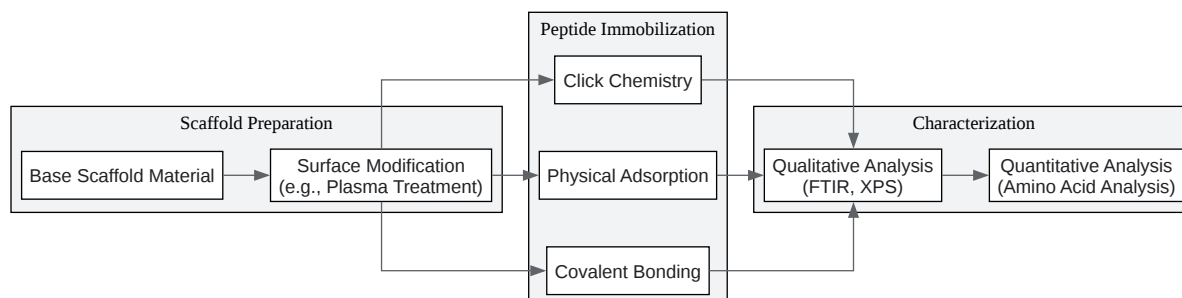 Peptide Immobilization
Click Chemistry
Scaffold Preparation
Characterization
Base Scaffold Material
Surface Modification
(e.g., Plasma Treatment)
Physical Adsorption
Qualitative Analysis
(FTIR, XPS)
Quantitative Analysis
(Amino Acid Analysis)
Covalent Bonding